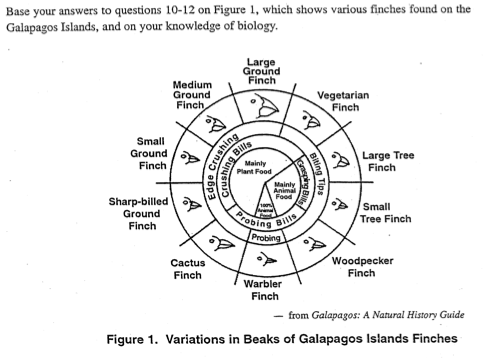 Base your answers to questions 10-12 on Figure 1, which shows various finches found on the
Galapagos Islands, and on your knowledge of biology.
Large
Ground
Finch
Medium
Ground
Finch
Vegetarian
Finch
Small
Ground
Finch
Large Tree
Finch
Sharp-billed
Ground
Finch
Small
Tree Finch
Cactus
Finch
Woodpecker
Finch
Warbler
Finch
Edge Crushing
Crushing Bills
Mainly
Plant Food
Grasping Bills
Biting Tips
Mainly
Animal
Food
100%
Animal
Food
Probing Bills
Probing
— from Galapagos: A Natural History Guide
Figure 1. Variations in Beaks of Galapagos Islands Finches